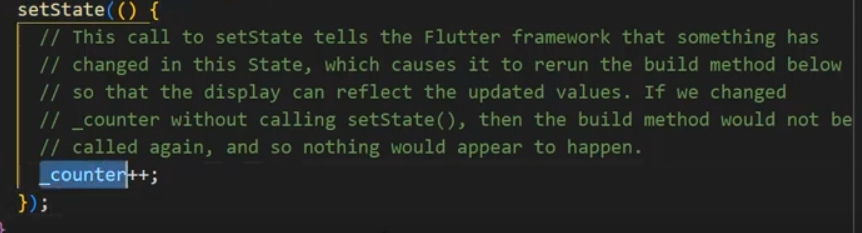 setState(() {
// This call to setState tells the Flutter framework that something has
// changed in this State, which causes it to rerun the build method below
// so that the display can reflect the updated values. If we changed
// _counter without calling setState(), then the build method would not be
// called again, and so nothing would appear to happen.
_counter++;
});
}